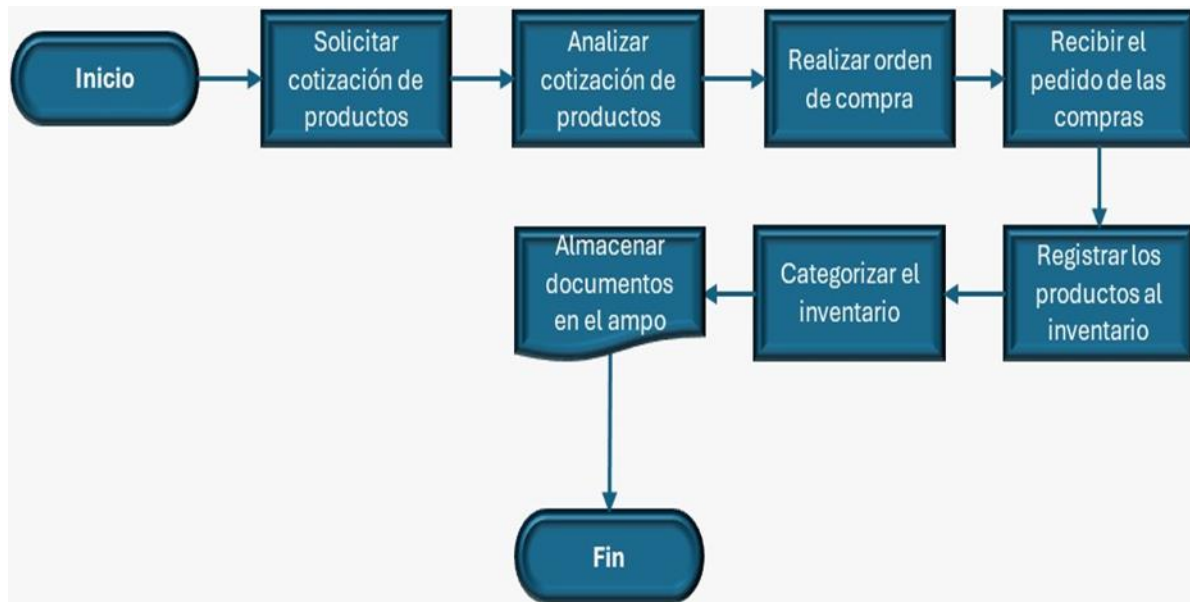 Inicio
Solicitar
cotización de
productos
Analizar
cotización de
productos
Realizar orden
de compra
Recibir el
pedido de las
compras
Registrar los
productos al
inventario
Categorizar el
inventario
Almacenar
documentos
en el ampo
Fin